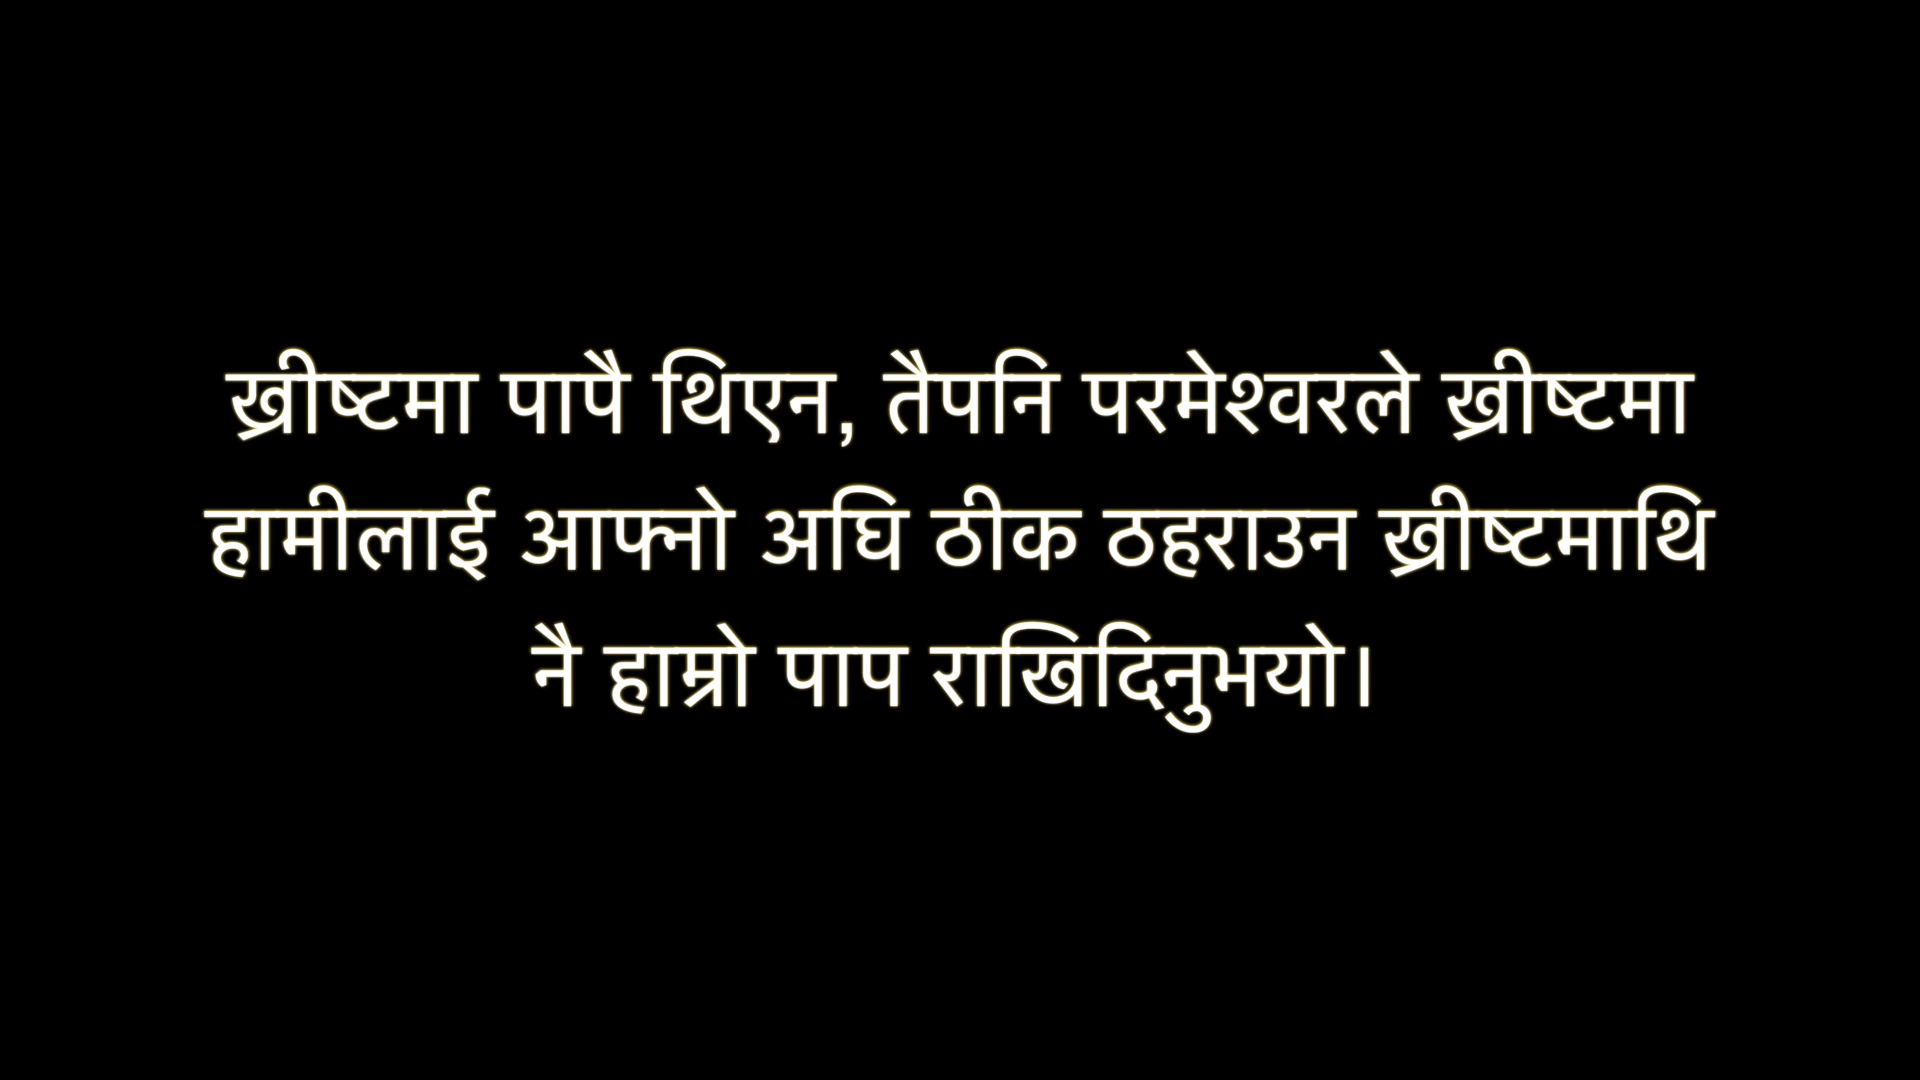 ख्रीष्टमा पापै थिएन, तैपनि परमेश्वरले ख्रीष्टमा
हामीलाई आफ्नो अघि ठीक ठहराउन ख्रीष्टमाथि
नै हाम्रो पाप राखिदिनुभयो।